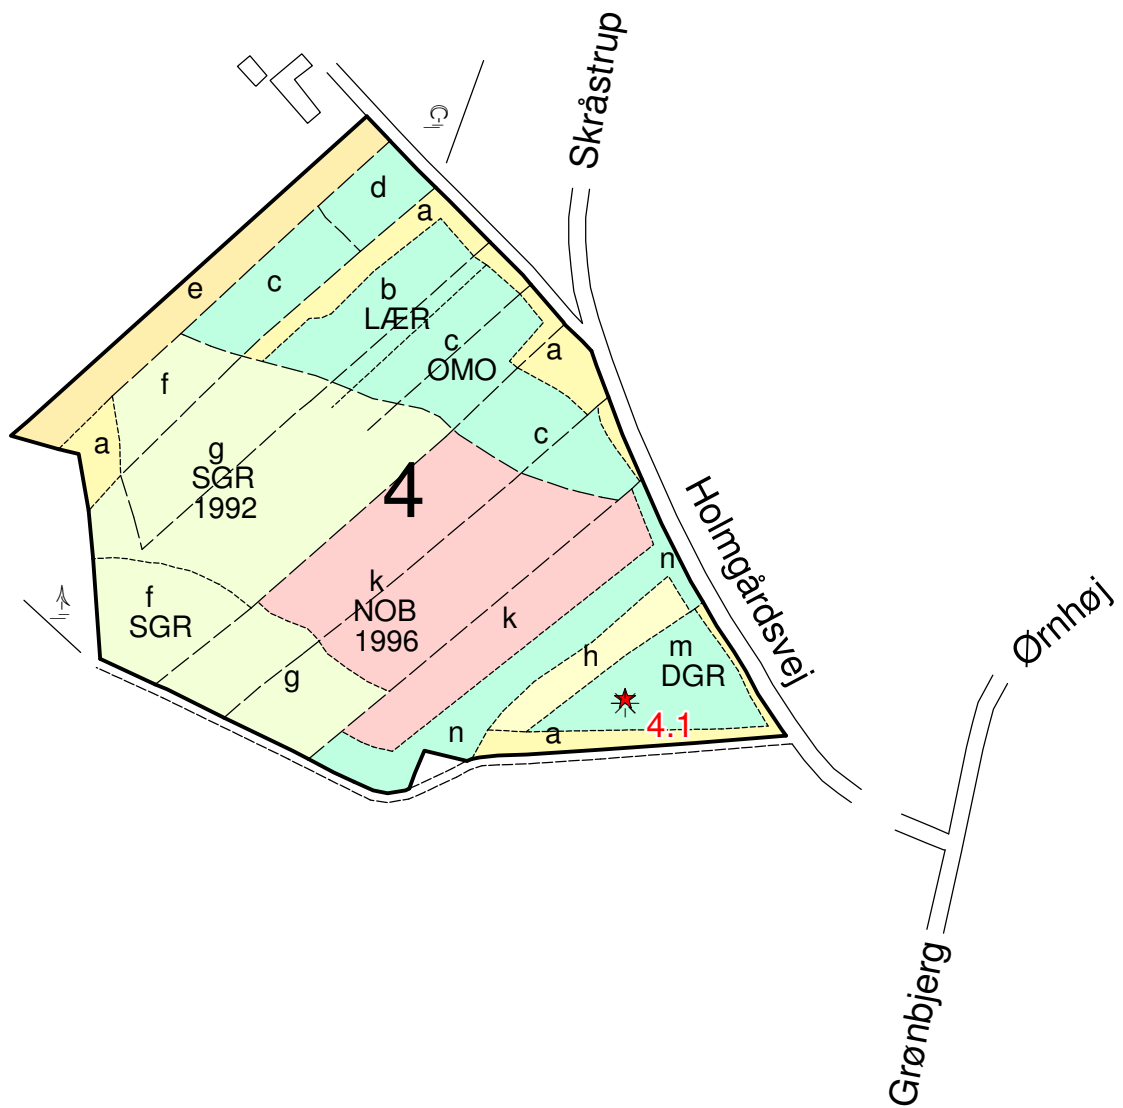 Skråstrup
d
a
e
c
b
LÆR
c
OMO
a
f
a
c
g
SGR
1992
4
Holmgårdsvej
n
k
NOB
1996
f
SGR
k
Ørnhøj
h
m
DGR
g
4.1
n
a
Grønbjerg